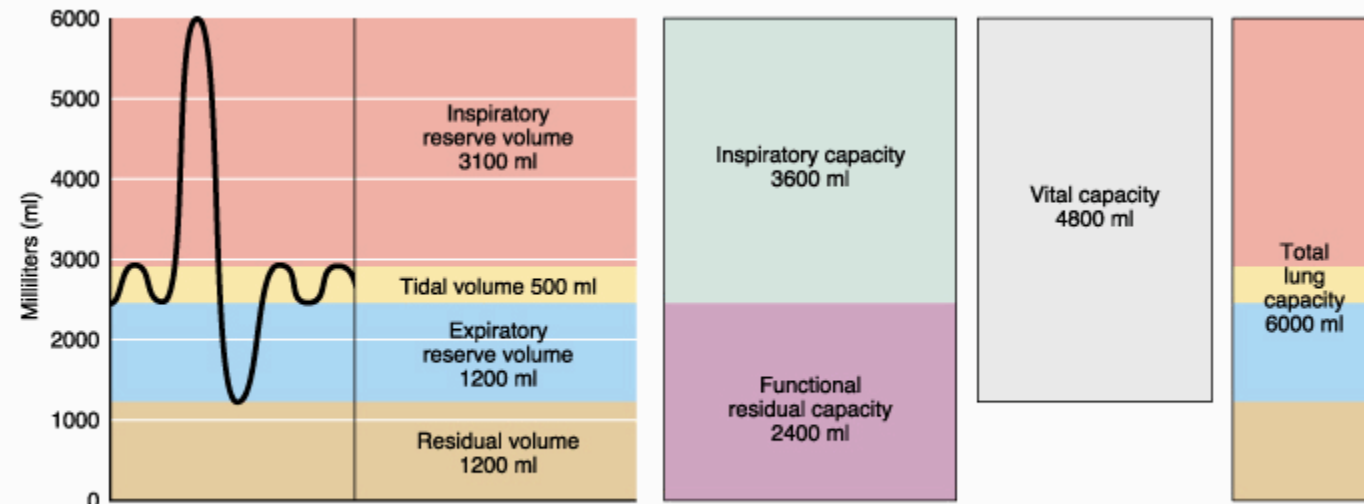 6000
5000
4000
3000
2000
1000
0
Milliliters (ml)
Inspiratory
reserve volume
3100 ml
Tidal volume 500 ml
Expiratory
reserve volume
1200 ml
Residual volume
1200 ml
Inspiratory capacity
3600 ml
Functional
residual capacity
2400 ml
Vital capacity
4800 ml
Total
lung
capacity
6000 ml